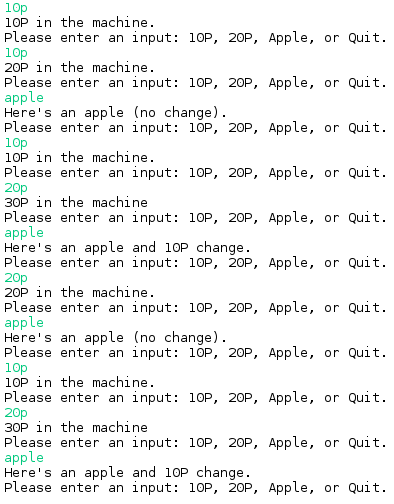 10p
10P in the machine.
Please enter an input: 10P, 20P, Apple, or Quit.
10p
20P in the machine.
Please enter an input: 10P, 20P, Apple, or Quit.
apple
Here's an apple (no change).
Please enter an input: 10P, 20P, Apple, or Quit.
10p
10P in the machine.
Please enter an input: 10P, 20P, Apple, or Quit.
20p
30P in the machine
Please enter an input: 10P, 20P, Apple, or Quit.
apple
Here's an apple and 10P change.
Please enter an input: 10P, 20P, Apple, or Quit.
20p
20P in the machine.
Please enter an input: 10P, 20P, Apple, or Quit.
apple
Here's an apple (no change).
Please enter an input: 10P, 20P, Apple, or Quit.
10p
10P in the machine.
Please enter an input: 10P, 20P, Apple, or Quit.
20p
30P in the machine
Please enter an input: 10P, 20P, Apple, or Quit.
apple
Here's an apple and 10P change.
Please enter an input: 10P, 20P, Apple, or Quit.